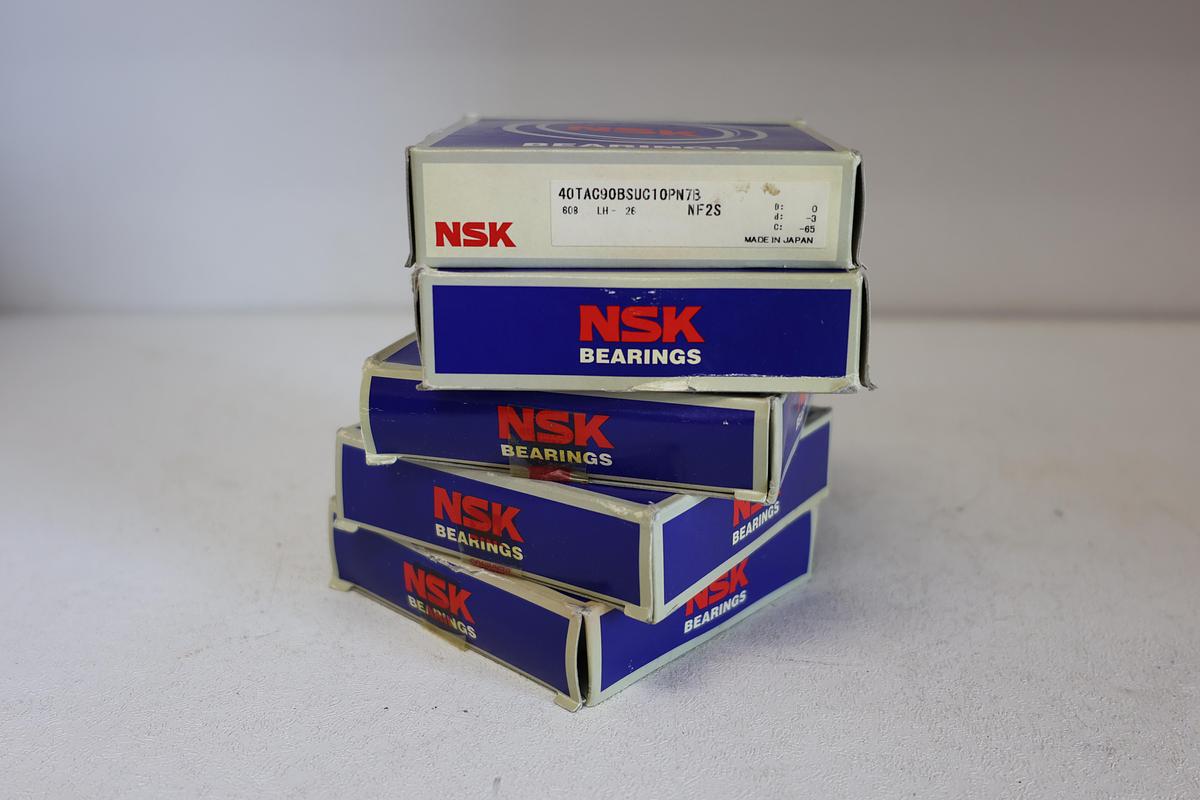 NSK
BEARINGS
40TAC90BSUC10PN7B
608 LH- 26 NF2S
D: 0
d: -3
C: -65
MADE IN JAPAN
NSK
NSK
BEARINGS
NSK
BEARINGS
NSK
BEARINGS
NSK
BEARINGS
NSK
BEARINGS
NSK
BEARINGS